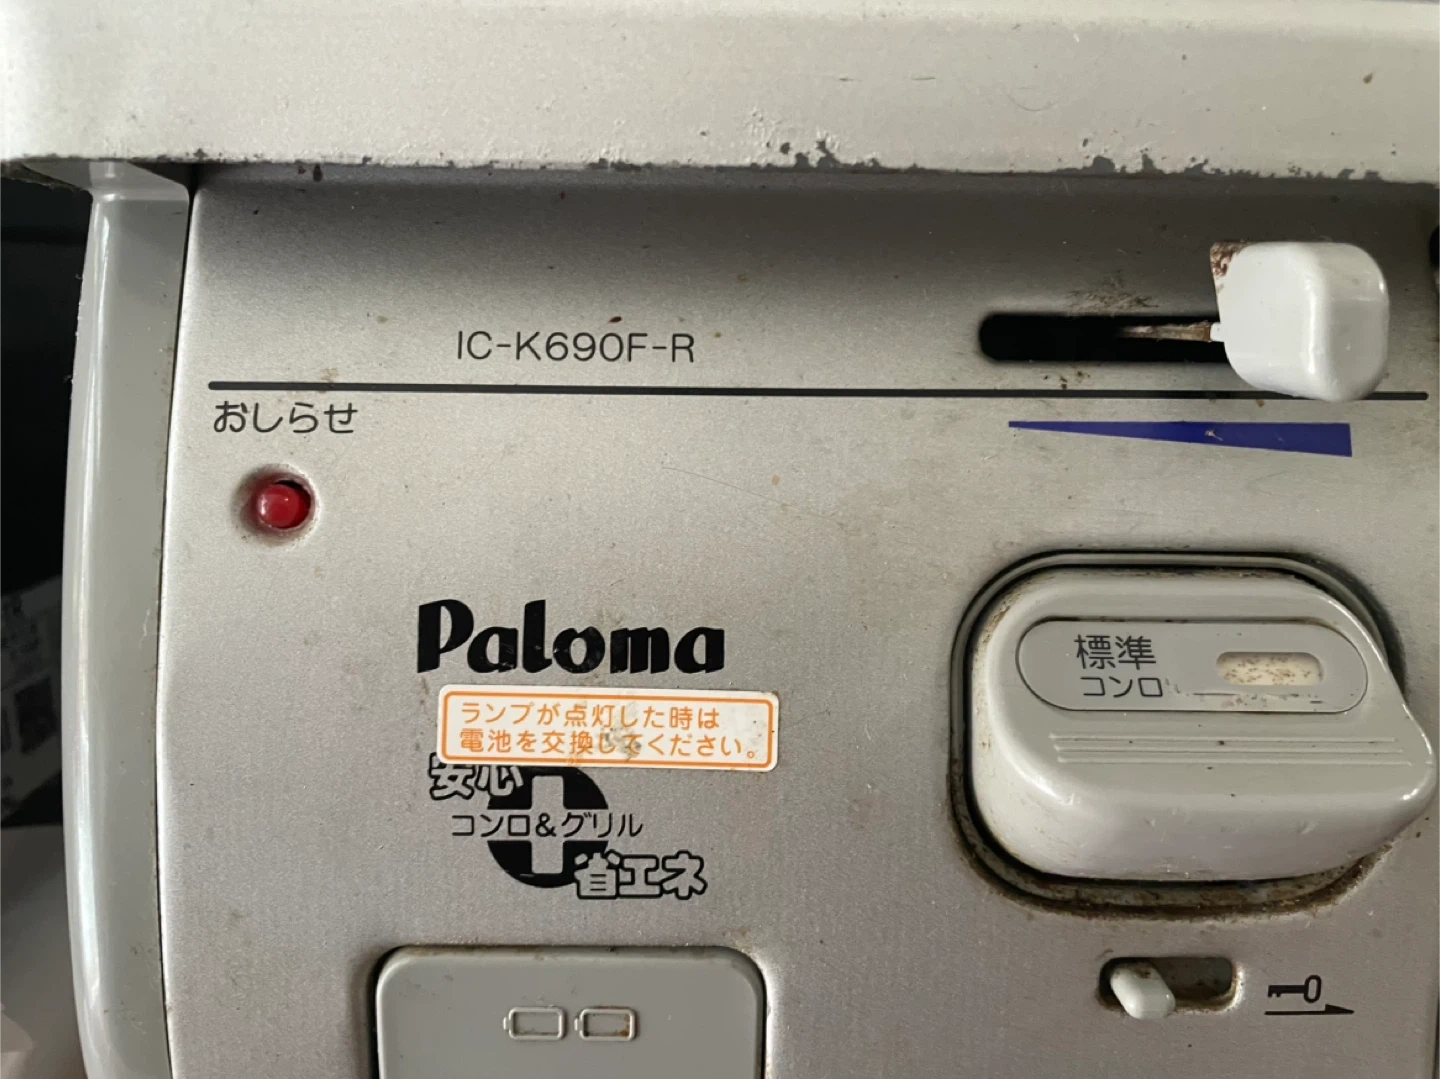 IC-K690F-R
おしらせ
Paloma
ランプが点灯した時は
電池を交換してください。
安心
コンロ&グリル
省エネ
標準
コンロ